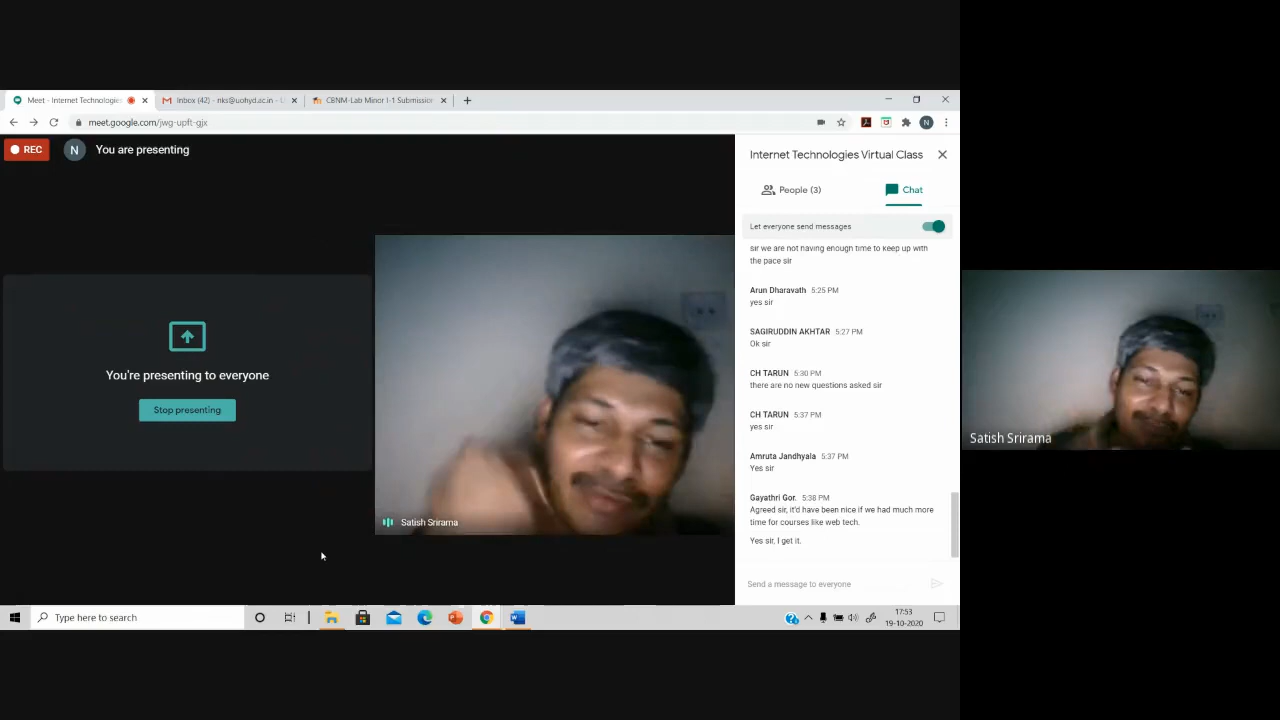 Meet - Internet Technologies
Inbox (42) - nks@uohyd.ac.in -
CBNM-Lab Minor I-1 Submission
meet.google.com/jwg-upft-gjx
REC
N
You are presenting
Internet Technologies Virtual Class
People (3)
Chat
Let everyone send messages
sir we are not having enough time to keep up with
the pace sir
Arun Dharavath 5:25 PM
yes sir
SAGIRUDDIN AKHTAR 5:27 PM
Ok sir
CH TARUN 5:30 PM
there are no new questions asked sir
CH TARUN 5:37 PM
yes sir
Amruta Jandhyala 5:37 PM
Yes sir
Gayathri Gor. 5:38 PM
Agreed sir, it'd have been nice if we had much more
time for courses like web tech.
Yes sir, I get it.
Send a message to everyone
You're presenting to everyone
Stop presenting
Satish Srirama
Satish Srirama
Type here to search
17:53
19-10-2020